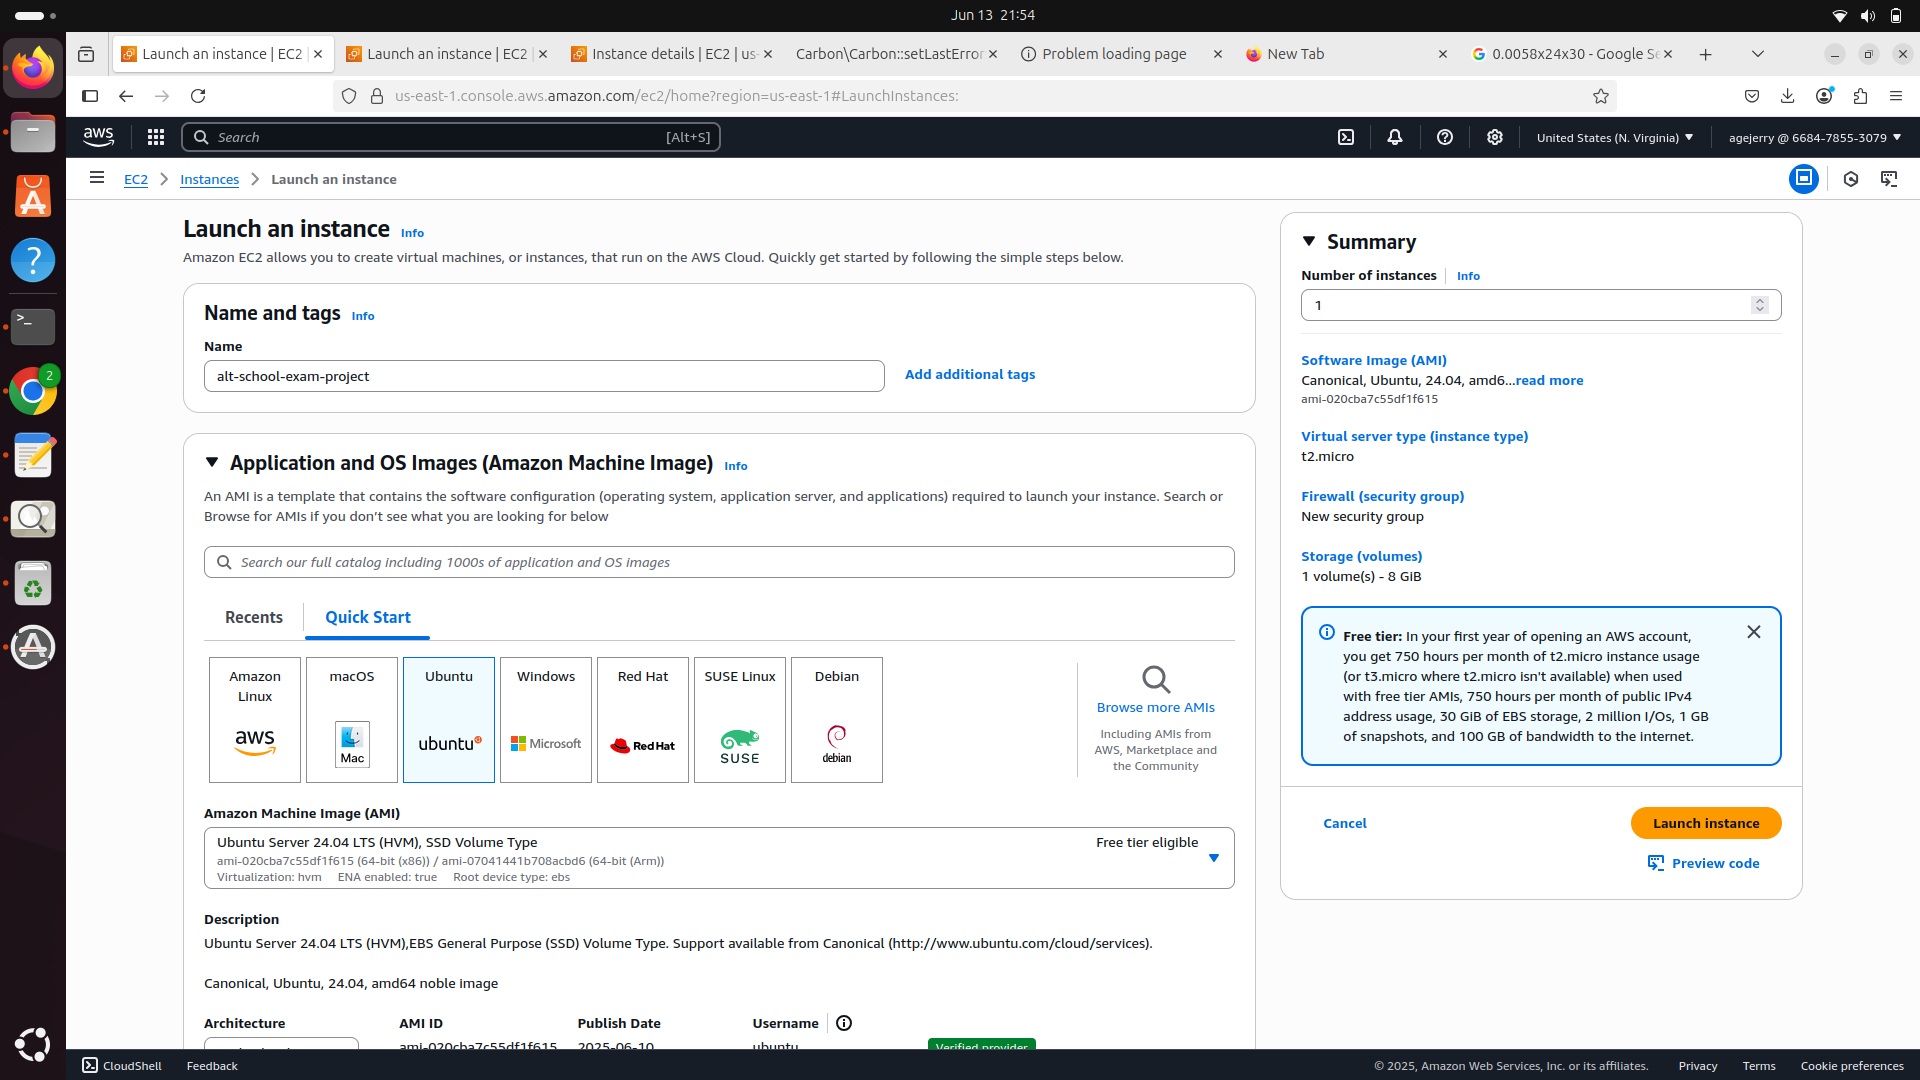 Jun 13 21:54
Launch an instance | EC2
Launch an instance | EC2
Instance details | EC2 | us-
Carbon\Carbon::setLastError
Problem loading page
New Tab
0.0058x24x30 - Google Se
us-east-1.console.aws.amazon.com/ec2/home?region=us-east-1#LaunchInstances:
aws
Search
[Alt+S]
United States (N. Virginia)
agejerry @ 6684-7855-3079
EC2
Instances
Launch an instance
Launch an instance
Info
Amazon EC2 allows you to create virtual machines, or instances, that run on the AWS Cloud. Quickly get started by following the simple steps below.
Name and tags
Info
Name
alt-school-exam-project
Add additional tags
Application and OS Images (Amazon Machine Image)
Info
An AMI is a template that contains the software configuration (operating system, application server, and applications) required to launch your instance. Search or
Browse for AMIs if you don’t see what you are looking for below
Search our full catalog including 1000s of application and OS images
Recents
Quick Start
Amazon
Linux
aws
macOS
Mac
Ubuntu
ubuntu
Windows
Microsoft
Red Hat
Red Hat
SUSE Linux
SUSE
Debian
debian
Browse more AMIs
Including AMIs from
AWS, Marketplace and
the Community
Amazon Machine Image (AMI)
Ubuntu Server 24.04 LTS (HVM), SSD Volume Type
Free tier eligible
ami-020cba7c55df1f615 (64-bit (x86)) / ami-07041441b708acbd6 (64-bit (Arm))
Virtualization: hvm ENA enabled: true Root device type: ebs
Description
Ubuntu Server 24.04 LTS (HVM),EBS General Purpose (SSD) Volume Type. Support available from Canonical (http://www.ubuntu.com/cloud/services).
Canonical, Ubuntu, 24.04, amd64 noble image
Architecture
AMI ID
Publish Date
Username
ami-020cba7c55df1f615
2025-06-10
ubuntu
Verified provider
Summary
Number of instances
Info
1
Software Image (AMI)
Canonical, Ubuntu, 24.04, amd6...read more
ami-020cba7c55df1f615
Virtual server type (instance type)
t2.micro
Firewall (security group)
New security group
Storage (volumes)
1 volume(s) - 8 GiB
Free tier: In your first year of opening an AWS account,
you get 750 hours per month of t2.micro instance usage
(or t3.micro where t2.micro isn't available) when used
with free tier AMIs, 750 hours per month of public IPv4
address usage, 30 GiB of EBS storage, 2 million I/Os, 1 GB
of snapshots, and 100 GB of bandwidth to the internet.
Cancel
Launch instance
Preview code
2
CloudShell
Feedback
© 2025, Amazon Web Services, Inc. or its affiliates.
Privacy
Terms
Cookie preferences